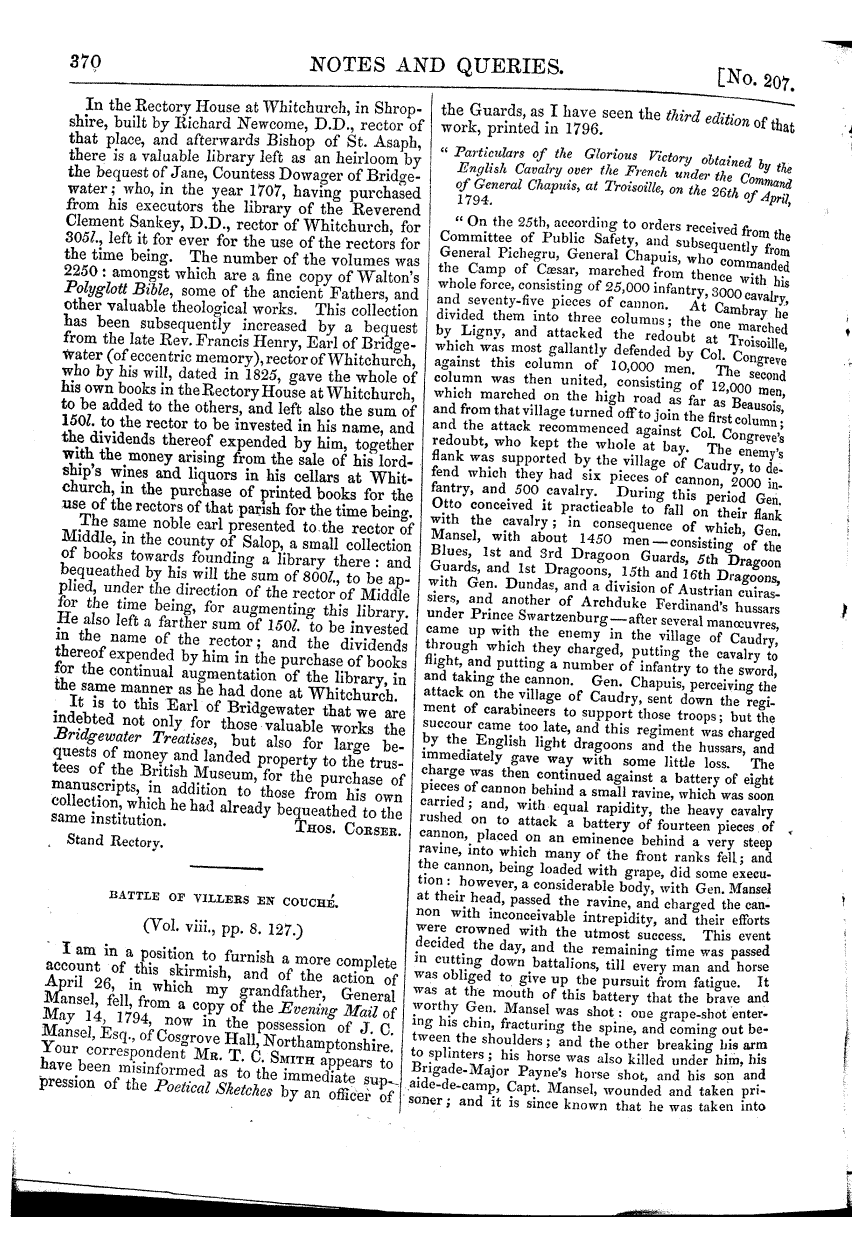 370
NOTES AND QUERIES.
[No. 207.
In the Rectory House at Whitchurch, in Shrop-
shire, built by Richard Newcome, D.D., rector of
that place, and afterwards Bishop of St. Asaph,
there is a valuable library left as an heirloom by
the bequest of Jane, Countess Dowager of Bridge-
water; who, in the year 1707, having purchased
from his executors the library of the Reverend
Clement Sankey, D.D., rector of Whitchurch, for
305l., left it for ever for the use of the rectors for
the time being. The number of the volumes was
2250: amongst which are a fine copy of Walton's
Polyglott Bible, some of the ancient Fathers, and
other valuable theological works. This collection
has been subsequently increased by a bequest
from the late Rev. Francis Henry, Earl of Bridge-
water (of eccentric memory), rector of Whitchurch,
who by his will, dated in 1825, gave the whole of
his own books in the Rectory House at Whitchurch,
to be added to the others, and left also the sum of
150l. to the rector to be invested in his name, and
the dividends thereof expended by him, together
with the money arising from the sale of his lord-
ship's wines and liquors in his cellars at Whit-
church, in the purchase of printed books for the
use of the rectors of that parish for the time being.
The same noble earl presented to the rector of
Middle, in the county of Salop, a small collection
of books towards founding a library there: and
bequeathed by his will the sum of 800l., to be ap-
plied, under the direction of the rector of Middle
for the time being, for augmenting this library.
He also left a farther sum of 150l. to be invested
in the name of the rector; and the dividends
thereof expended by him in the purchase of books
for the continual augmentation of the library, in
the same manner as he had done at Whitchurch.
It is to this Earl of Bridgewater that we are
indebted not only for those valuable works the
Bridgewater Treatises, but also for large be-
quests of money and landed property to the trus-
tees of the British Museum, for the purchase of
manuscripts, in addition to those from his own
collection, which he had already bequeathed to the
same institution. THOS. CORSER.
Stand Rectory.
BATTLE OF VILLERS EN COUCHÉ.
(Vol. viii., pp. 8. 127.)
I am in a position to furnish a more complete
account of this skirmish, and of the action of
April 26, in which my grandfather, General
Mansel, fell, from a copy of the Evening Mail of
May 14, 1794, now in the possession of J. C.
Mansel, Esq., of Cosgrove Hall, Northamptonshire.
Your correspondent MR. T. C. SMITH appears to
have been misinformed as to the immediate sup-
pression of the Poetical Sketches by an officer of
the Guards, as I have seen the third edition of that
work, printed in 1796.
"Particulars of the Glorious Victory obtained by the
English Cavalry over the French under the Command
of General Chapuis, at Troisoille, on the 26th of April,
1794.
"On the 25th, according to orders received from the
Committee of Public Safety, and subsequently from
General Pichegru, General Chapuis, who commanded
the Camp of Cæsar, marched from thence with his
whole force, consisting of 25,000 infantry, 3000 cavalry,
and seventy-five pieces of cannon. At Cambray he
divided them into three columns; the one marched
by Ligny, and attacked the redoubt at Troisoille,
which was most gallantly defended by Col. Congreve
against this column of 10,000 men. The second
column was then united, consisting of 12,000 men,
which marched on the high road as far as Beausois,
and from that village turned off to join the first column;
and the attack recommenced against Col. Congreve's
redoubt, who kept the whole at bay. The enemy's
flank was supported by the village of Caudry, to de-
fend which they had six pieces of cannon, 2000 in-
fantry, and 500 cavalry. During this period Gen.
Otto conceived it practicable to fall on their flank
with the cavalry; in consequence of which, Gen.
Mansel, with about 1450 men—consisting of the
Blues, 1st and 3rd Dragoon Guards, 5th Dragoon
Guards, and 1st Dragoons, 15th and 16th Dragoons,
with Gen. Dundas, and a division of Austrian cuiras-
siers, and another of Archduke Ferdinand's hussars
under Prince Swartzenburg—after several manœuvres,
came up with the enemy in the village of Caudry,
through which they charged, putting the cavalry to
flight, and putting a number of infantry to the sword,
and taking the cannon. Gen. Chapuis, perceiving the
attack on the village of Caudry, sent down the regi-
ment of carabineers to support those troops; but the
succour came too late, and this regiment was charged
by the English light dragoons and the hussars, and
immediately gave way with some little loss. The
charge was then continued against a battery of eight
pieces of cannon behind a small ravine, which was soon
carried; and, with equal rapidity, the heavy cavalry
rushed on to attack a battery of fourteen pieces of
cannon, placed on an eminence behind a very steep
ravine, into which many of the front ranks fell; and
the cannon, being loaded with grape, did some execu-
tion: however, a considerable body, with Gen. Mansel
at their head, passed the ravine, and charged the can-
non with inconceivable intrepidity, and their efforts
were crowned with the utmost success. This event
decided the day, and the remaining time was passed
in cutting down battalions, till every man and horse
was obliged to give up the pursuit from fatigue. It
was at the mouth of this battery that the brave and
worthy Gen. Mansel was shot: one grape-shot enter-
ing his chin, fracturing the spine, and coming out be-
tween the shoulders; and the other breaking his arm
to splinters; his horse was also killed under him, his
Brigade-Major Payne's horse shot, and his son and
aide-de-camp, Capt. Mansel, wounded and taken pri-
soner; and it is since known that he was taken into